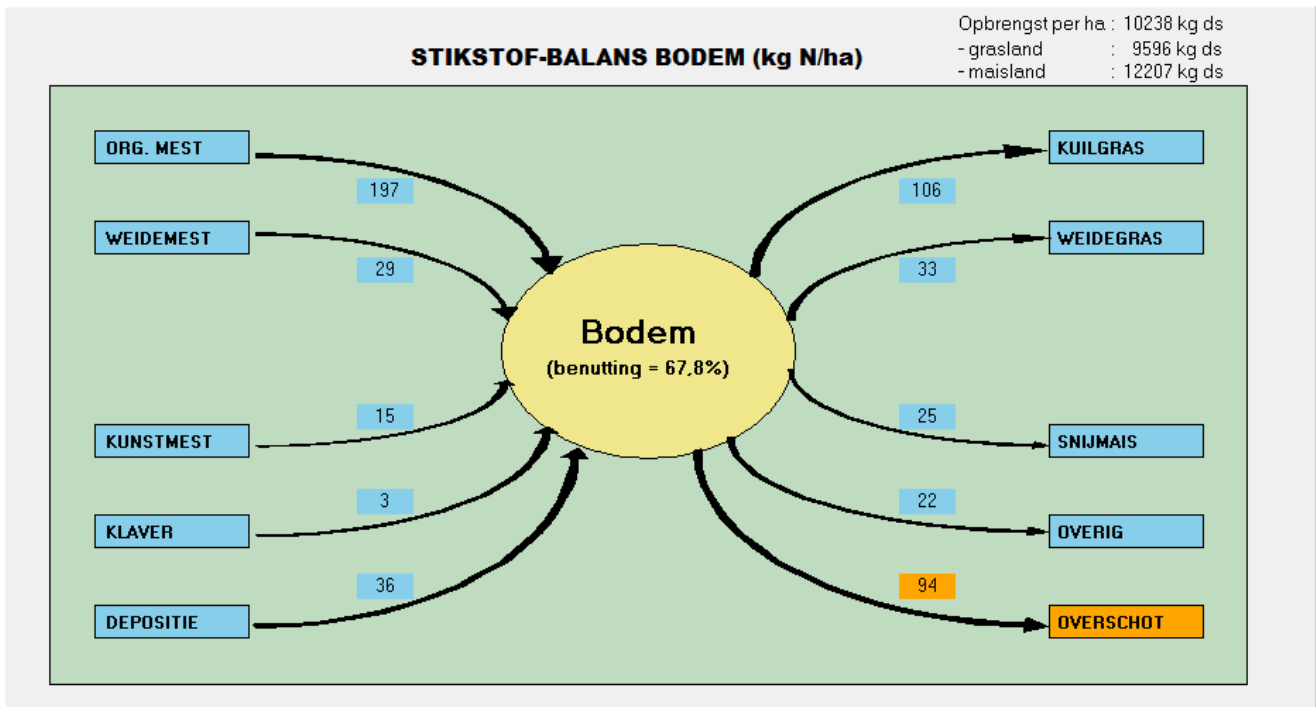 Opbrengst per ha : 10238 kg ds
- grasland : 9596 kg ds
- maisland : 12207 kg ds
STIKSTOF-BALANS BODEM (kg N/ha)
ORG. MEST
197
WEIDEMEST
29
KUNSTMEST
15
KLAVER
3
DEPOSITIE
36
Bodem
(benutting = 67,8%)
KUILGRAS
106
WEIDEGRAS
33
SNIJMAIS
25
OVERIG
22
OVERSCHOT
94